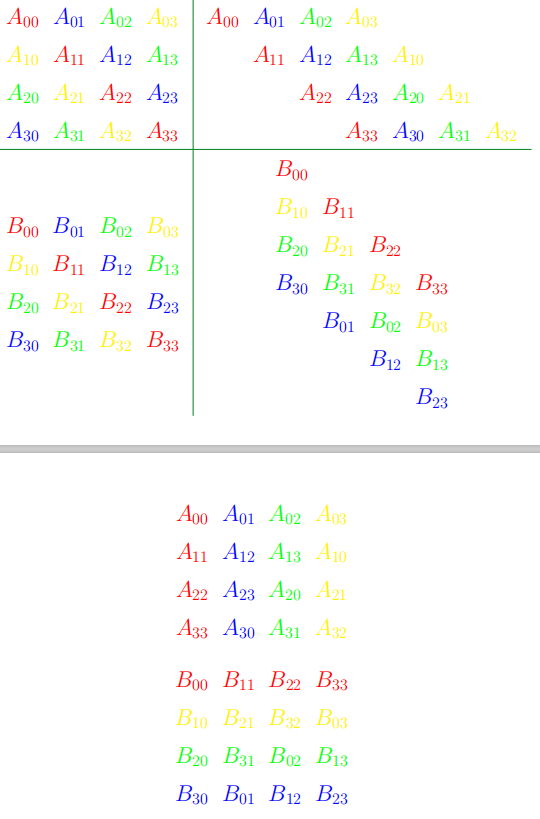 A₀₀ A₀₁ A₀₂ A₀₃ A₀₀ A₀₁ A₀₂ A₀₃
A₁₀ A₁₁ A₁₂ A₁₃ A₁₁ A₁₂ A₁₃ A₁₀
A₂₀ A₂₁ A₂₂ A₂₃ A₂₂ A₂₃ A₂₀ A₂₁
A₃₀ A₃₁ A₃₂ A₃₃ A₃₃ A₃₀ A₃₁ A₃₂
B₀₀ B₀₁ B₀₂ B₀₃
B₁₀ B₁₁ B₁₂ B₁₃
B₂₀ B₂₁ B₂₂ B₂₃
B₃₀ B₃₁ B₃₂ B₃₃
B₀₀
B₁₀ B₁₁
B₂₀ B₂₁ B₂₂
B₃₀ B₃₁ B₃₂ B₃₃
B₀₁ B₀₂ B₀₃
B₁₂ B₁₃
B₂₃
A₀₀ A₀₁ A₀₂ A₀₃
A₁₁ A₁₂ A₁₃ A₁₀
A₂₂ A₂₃ A₂₀ A₂₁
A₃₃ A₃₀ A₃₁ A₃₂
B₀₀ B₁₁ B₂₂ B₃₃
B₁₀ B₂₁ B₃₂ B₀₃
B₂₀ B₃₁ B₀₂ B₁₃
B₃₀ B₀₁ B₁₂ B₂₃